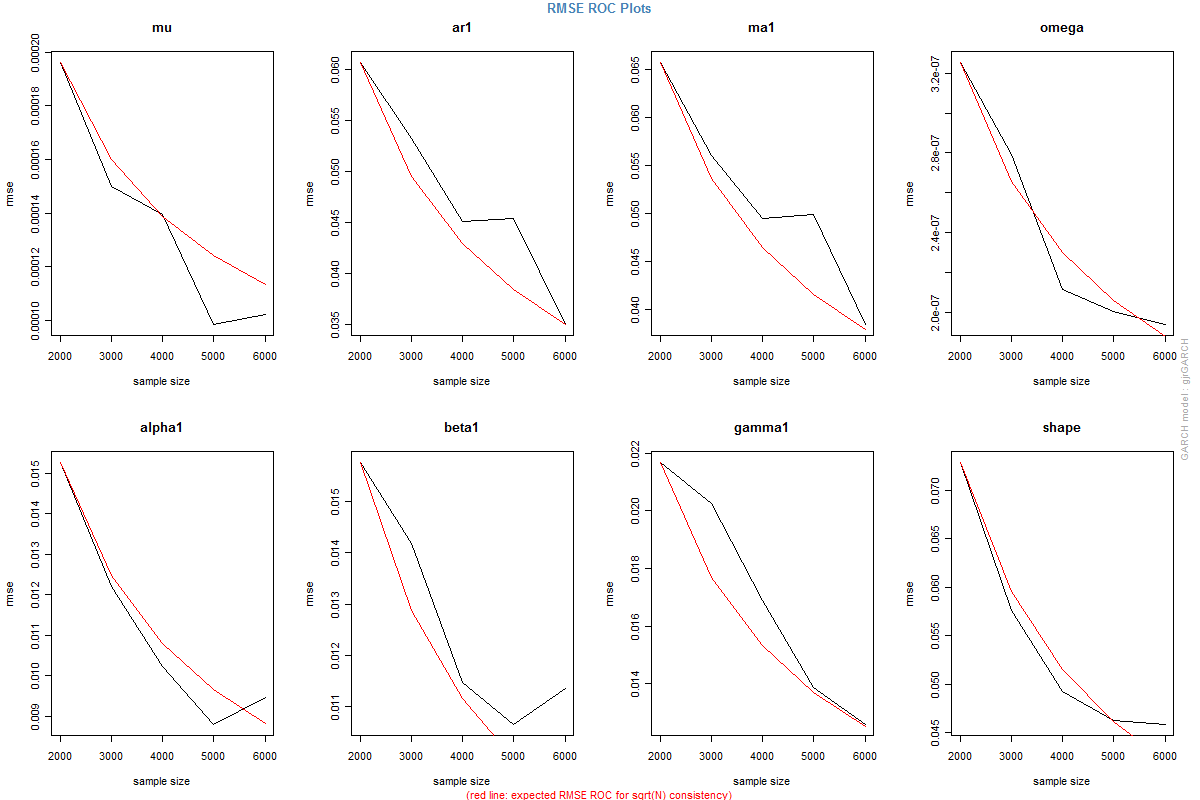 RMSE ROC Plots
mu
rmse
0.00010 0.00012 0.00014 0.00016 0.00018 0.00020
2000 3000 4000 5000 6000
sample size
ar1
rmse
0.035 0.040 0.045 0.050 0.055 0.060
2000 3000 4000 5000 6000
sample size
ma1
rmse
0.040 0.045 0.050 0.055 0.060 0.065
2000 3000 4000 5000 6000
sample size
omega
rmse
2.0e-07 2.4e-07 2.8e-07 3.2e-07
2000 3000 4000 5000 6000
sample size
alpha1
rmse
0.009 0.010 0.011 0.012 0.013 0.014 0.015
2000 3000 4000 5000 6000
sample size
beta1
rmse
0.011 0.012 0.013 0.014 0.015
2000 3000 4000 5000 6000
sample size
gamma1
rmse
0.014 0.016 0.018 0.020 0.022
2000 3000 4000 5000 6000
sample size
shape
rmse
0.045 0.050 0.055 0.060 0.065 0.070
2000 3000 4000 5000 6000
sample size
GARCH model : gjrGARCH
(red line: expected RMSE ROC for sqrt(N) consistency)